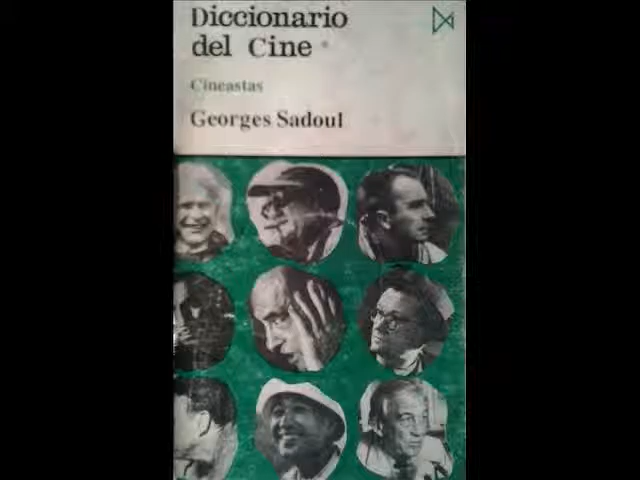 Diccionario
del Cine
Cineastas
Georges Sadoul